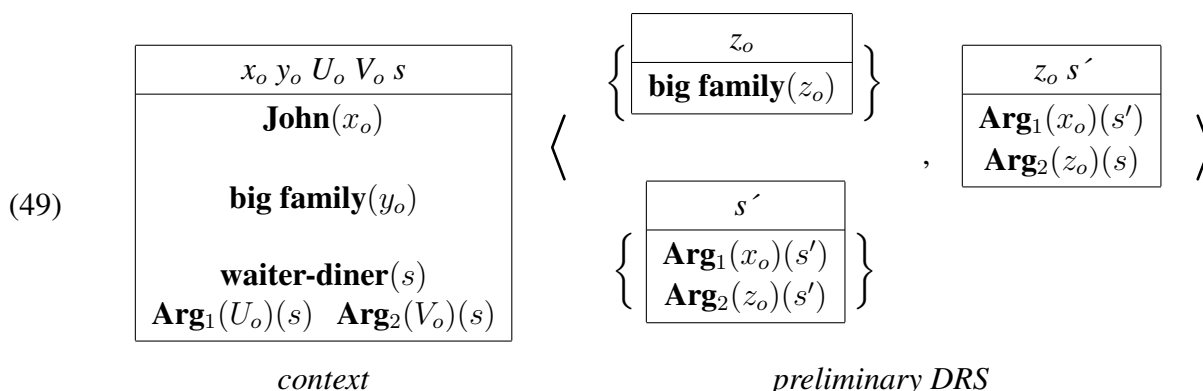 (49)
x_o y_o U_o V_o s
John(x_o)
big family(y_o)
waiter-diner(s)
Arg_1(U_o)(s) Arg_2(V_o)(s)
context
⟨
{ z_o
big family(z_o) }
{ s´
Arg_1(x_o)(s′)
Arg_2(z_o)(s′) }
,
z_o s´
Arg_1(x_o)(s′)
Arg_2(z_o)(s)
⟩
preliminary DRS